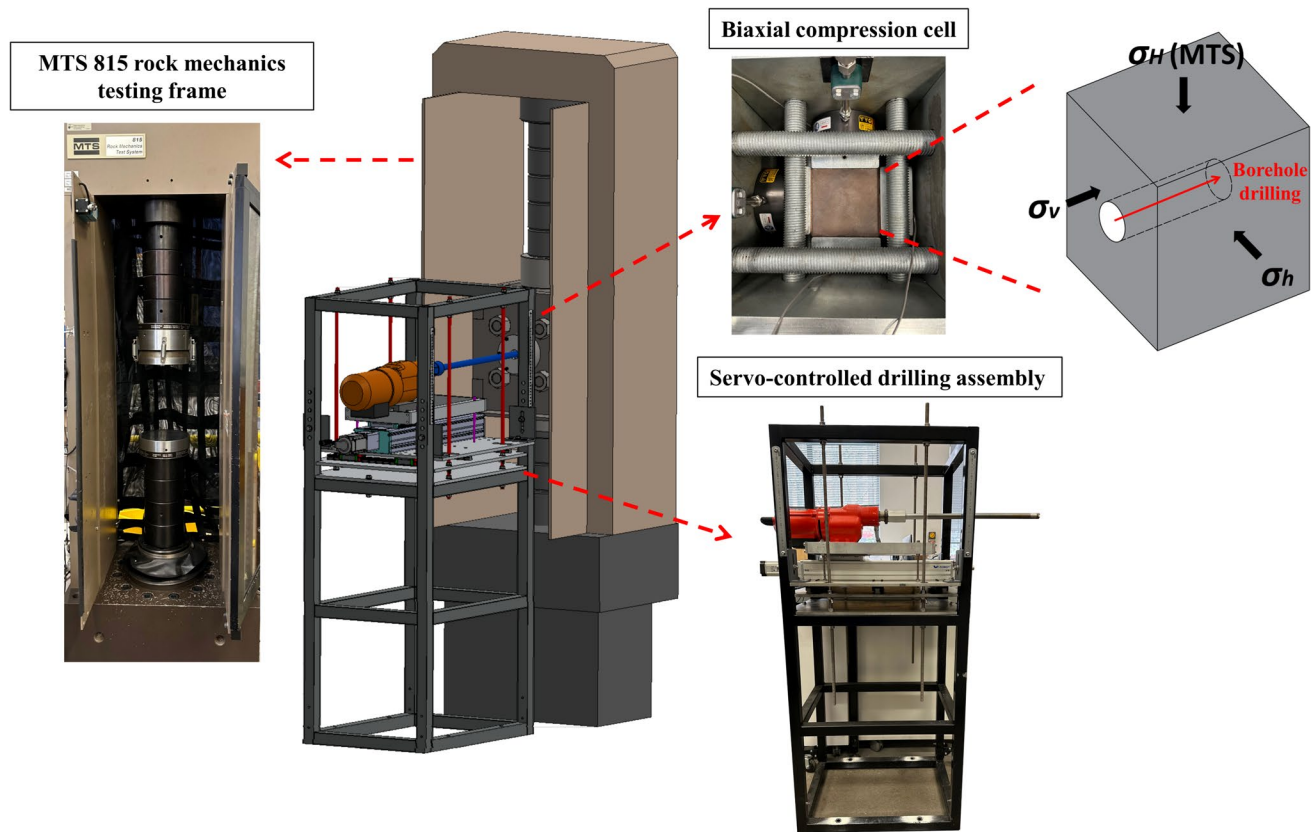 MTS 815 rock mechanics
testing frame
815
MTS
Rock Mechanics
Test System
Biaxial compression cell
σH (MTS)
Borehole
drilling
σv
σh
Servo-controlled drilling assembly